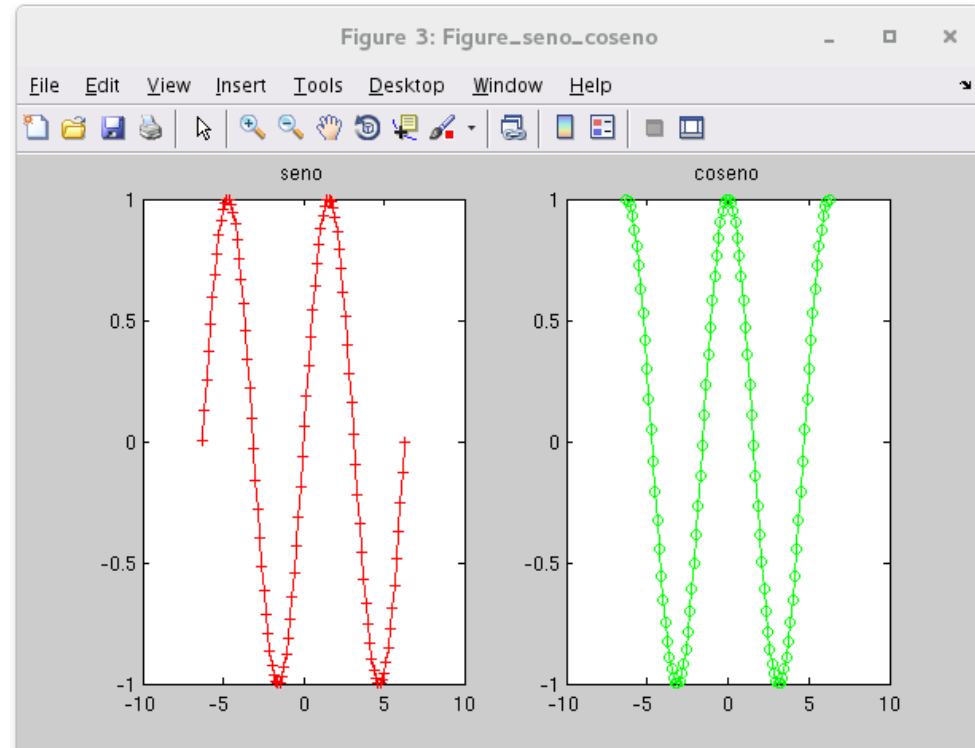 Figure 3: Figure_seno_coseno
File Edit View Insert Tools Desktop Window Help
seno
1
0.5
0
-0.5
-1
-10 -5 0 5 10
coseno
1
0.5
0
-0.5
-1
-10 -5 0 5 10